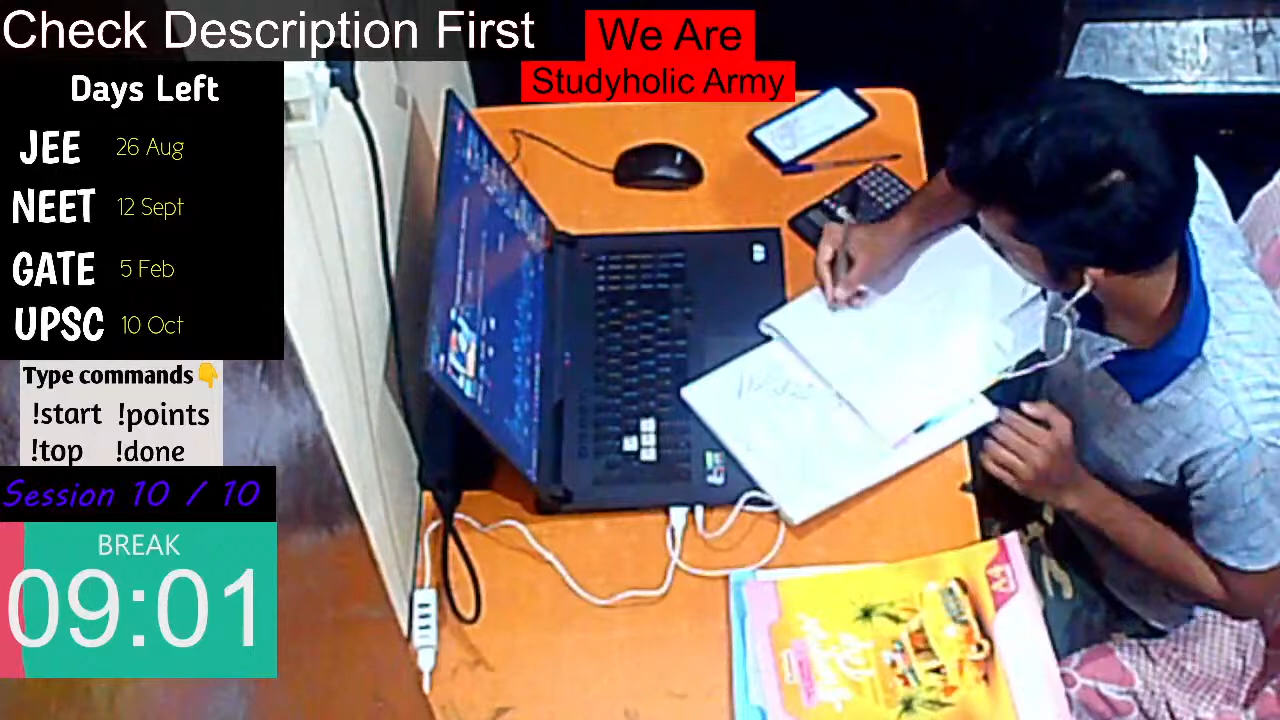 Check Description First
We Are
Studyholic Army
Days Left
JEE 26 Aug
NEET 12 Sept
GATE 5 Feb
UPSC 10 Oct
Type commands👇
!start !points
!top !done
Session 10 / 10
BREAK
09:01
A4